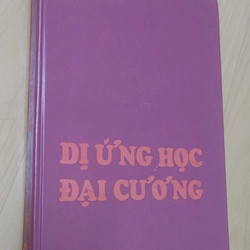 DỊ ỨNG HỌC
ĐẠI CƯƠNG